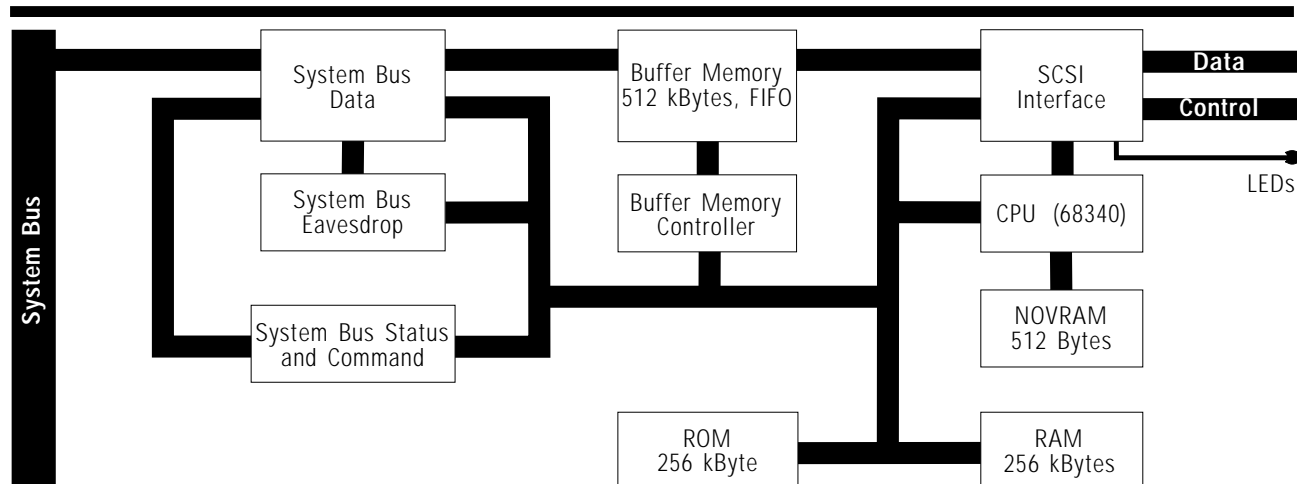 System Bus
System Bus
Data
Buffer Memory
512 kBytes, FIFO
SCSI
Interface
Data
Control
LEDs
System Bus
Eavesdrop
Buffer Memory
Controller
CPU (68340)
System Bus Status
and Command
NOVRAM
512 Bytes
ROM
256 kByte
RAM
256 kBytes